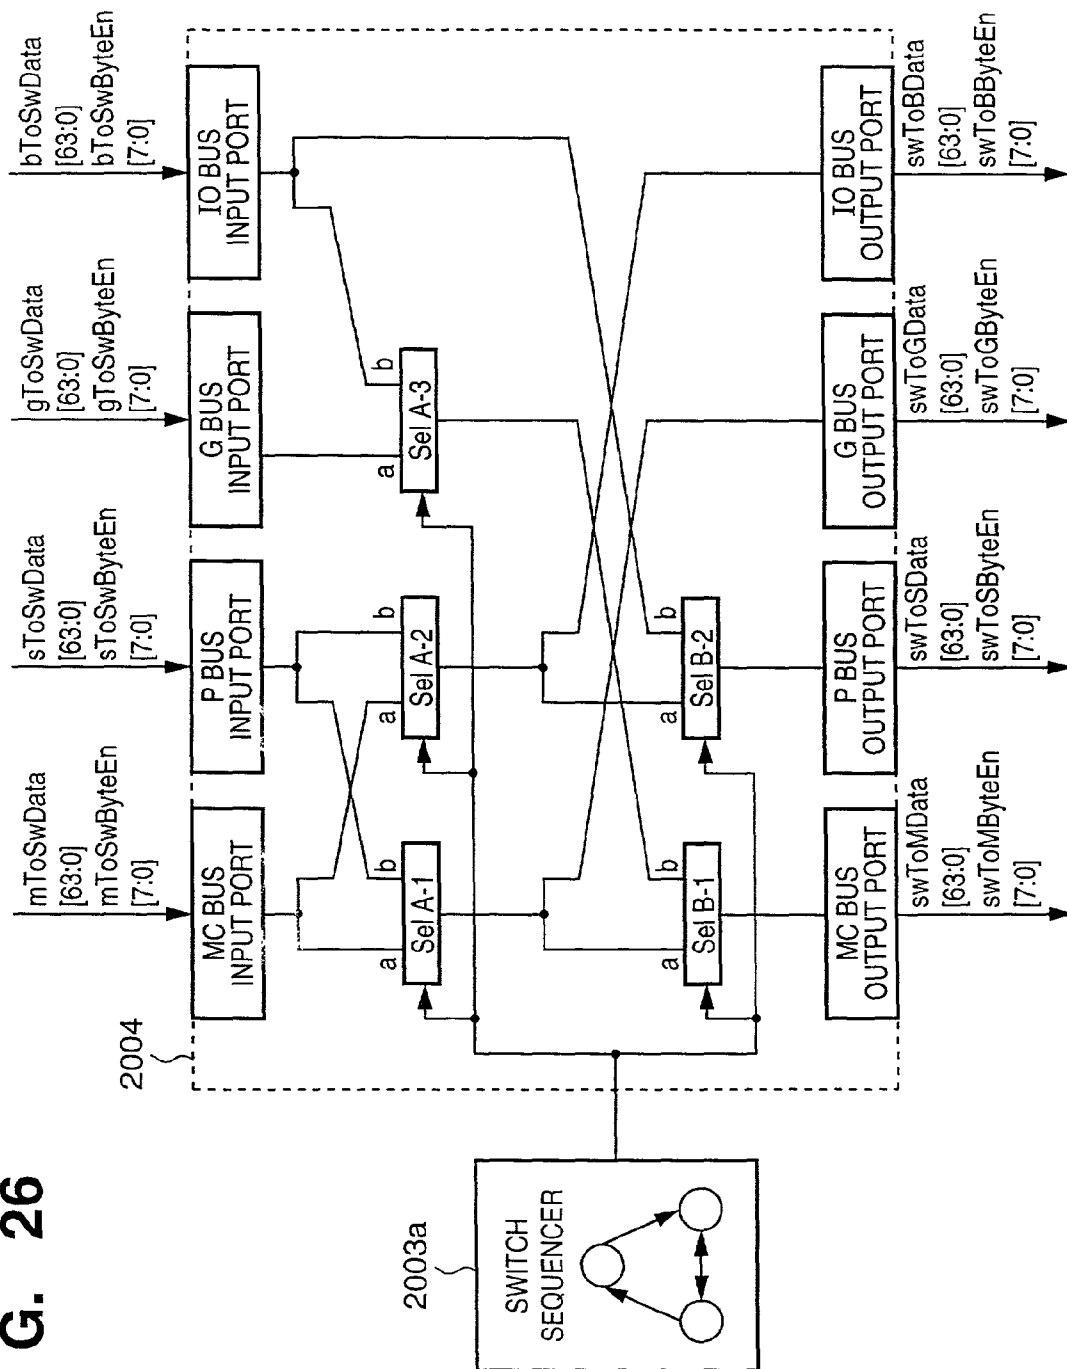 G. 26
mToSwData
[63:0]
mToSwByteEn
[7:0]
sToSwData
[63:0]
sToSwByteEn
[7:0]
gToSwData
[63:0]
gToSwByteEn
[7:0]
bToSwData
[63:0]
bToSwByteEn
[7:0]
2004
MC BUS
INPUT PORT
P BUS
INPUT PORT
G BUS
INPUT PORT
IO BUS
INPUT PORT
a
b
Sel A-1
a
b
Sel A-2
a
b
Sel A-3
2003a
SWITCH
SEQUENCER
a
b
Sel B-1
a
b
Sel B-2
MC BUS
OUTPUT PORT
P BUS
OUTPUT PORT
G BUS
OUTPUT PORT
IO BUS
OUTPUT PORT
swToMData
[63:0]
swToMByteEn
[7:0]
swToSData
[63:0]
swToSByteEn
[7:0]
swToGData
[63:0]
swToGByteEn
[7:0]
swToBData
[63:0]
swToBByteEn
[7:0]